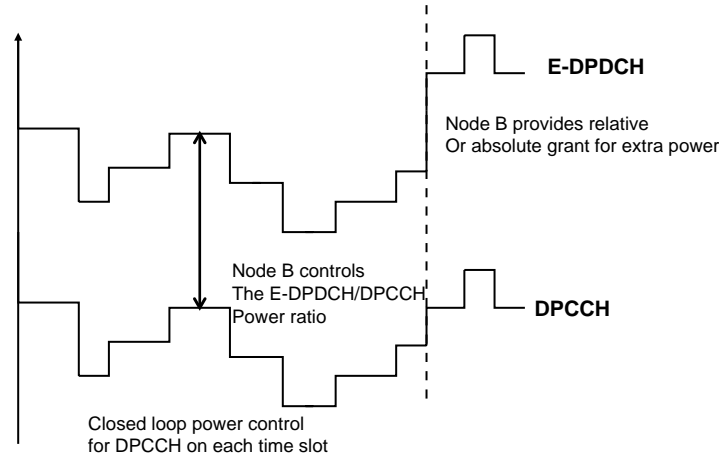 E-DPDCH
Node B provides relative
Or absolute grant for extra power
Node B controls
The E-DPDCH/DPCCH
Power ratio
DPCCH
Closed loop power control
for DPCCH on each time slot